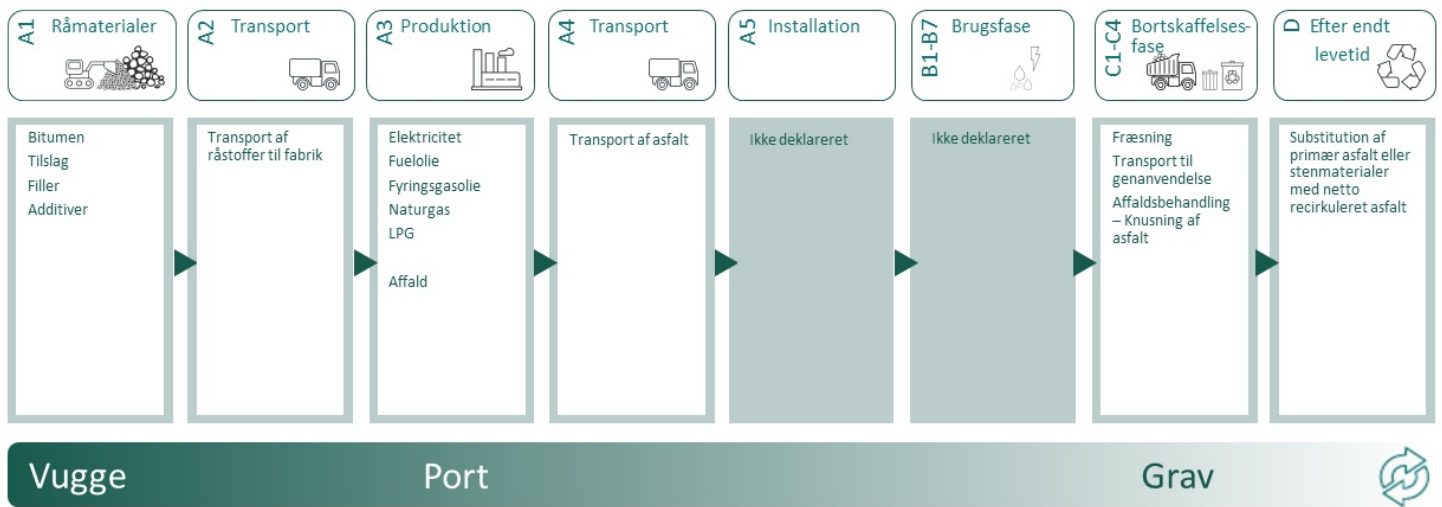 A1 Råmaterialer
A2 Transport
A3 Produktion
A4 Transport
A5 Installation
B1-B7 Brugsfase
C1-C4 Bortskaffelses-
fase
D Efter endt
levetid
Bitumen
Tilslag
Filler
Additiver
Transport af
råstoffer til fabrik
Elektricitet
Fuelolie
Fyringsgasolie
Naturgas
LPG
Affald
Transport af asfalt
Ikke deklareret
Ikke deklareret
Fræsning
Transport til
genanvendelse
Affaldsbehandling
– Knusning af
asfalt
Substitution af
primær asfalt eller
stenmaterialer
med netto
recirkuleret asfalt
Vugge
Port
Grav